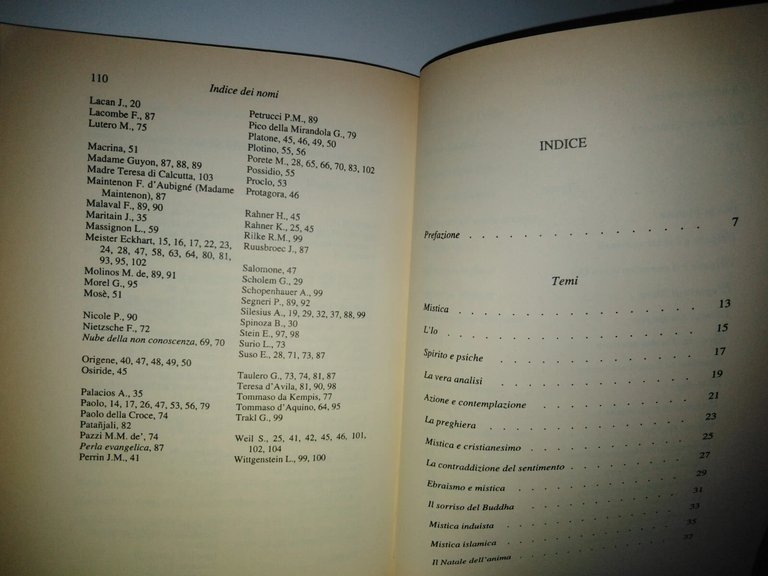 110
Indice dei nomi
Lacan J., 20
Lacombe F., 87
Lutero M., 75
Macrina, 51
Madame Guyon, 87, 88, 89
Madre Teresa di Calcutta, 103
Maintenon F. d'Aubigné (Madame
Maintenon), 87
Malaval F., 89, 90
Maritain J., 35
Massignon L., 59
Meister Eckhart, 15, 16, 17, 22, 23,
24, 28, 47, 58, 63, 64, 80, 81,
93, 95, 102
Molinos M. de, 89, 91
Morel G., 95
Mosè, 51
Nicole P., 90
Nietzsche F., 72
Nube della non conoscenza, 69, 70
Origene, 40, 47, 48, 49, 50
Osiride, 45
Palacios A., 35
Paolo, 14, 17, 26, 47, 53, 56, 79
Paolo della Croce, 74
Patañjali, 82
Pazzi M.M. de', 74
Perla evangelica, 87
Perrin J.M., 41
Petrucci P.M., 89
Pico della Mirandola G., 79
Platone, 45, 46, 49, 50
Plotino, 55, 56
Porete M., 28, 65, 66, 70, 83, 102
Possidio, 55
Proclo, 53
Protagora, 46
Rahner H., 45
Rahner K., 25, 45
Rilke R.M., 99
Ruusbroec J., 87
Salomone, 47
Scholem G., 29
Schopenhauer A., 99
Segneri P., 89, 92
Silesius A., 19, 29, 32, 37, 88, 99
Spinoza B., 30
Stein E., 97, 98
Surio L., 73
Suso E., 28, 71, 73, 87
Taulero G., 73, 74, 81, 87
Teresa d'Avila, 81, 90, 98
Tommaso da Kempis, 77
Tommaso d'Aquino, 64, 95
Trakl G., 99
Weil S., 25, 41, 42, 45, 46, 101,
102, 104
Wittgenstein L., 99, 100
INDICE
Prefazione . . . . . . . . . . . . . . . . 7
Temi
Mistica . . . . . . . . . . . . . . . . 13
L'Io . . . . . . . . . . . . . . . . 15
Spirito e psiche . . . . . . . . . . . . . . 17
La vera analisi . . . . . . . . . . . . . . 19
Azione e contemplazione . . . . . . . . . . . 21
La preghiera . . . . . . . . . . . . . . 23
Mistica e cristianesimo . . . . . . . . . . . 25
La contraddizione del sentimento . . . . . . . . 27
Ebraismo e mistica . . . . . . . . . . . . 29
Il sorriso del Buddha . . . . . . . . . . . 31
Mistica induista . . . . . . . . . . . . 33
Mistica islamica . . . . . . . . . . . . 35
Il Natale dell'anima . . . . . . . . . . . 37